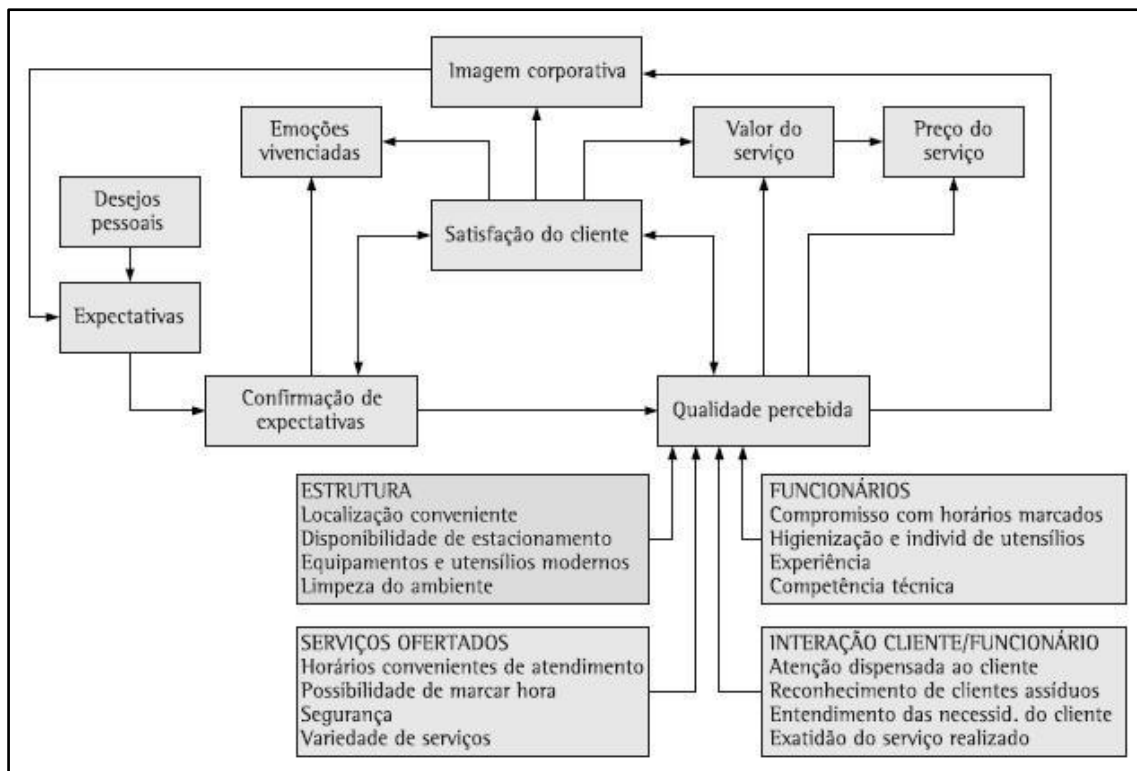 Imagem corporativa
Emoções
vivenciadas
Valor do
serviço
Preço do
serviço
Desejos
pessoais
Satisfação do cliente
Expectativas
Confirmação de
expectativas
Qualidade percebida
ESTRUTURA
Localização conveniente
Disponibilidade de estacionamento
Equipamentos e utensílios modernos
Limpeza do ambiente
FUNCIONÁRIOS
Compromisso com horários marcados
Higienização e individ de utensílios
Experiência
Competência técnica
SERVIÇOS OFERTADOS
Horários convenientes de atendimento
Possibilidade de marcar hora
Segurança
Variedade de serviços
INTERAÇÃO CLIENTE/FUNCIONÁRIO
Atenção dispensada ao cliente
Reconhecimento de clientes assíduos
Entendimento das necessid. do cliente
Exatidão do serviço realizado